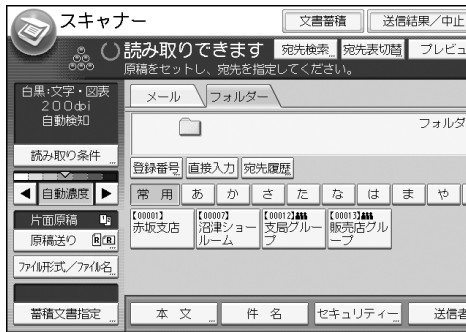 スキャナー
文書蓄積
送信結果／中止
読み取りできます
宛先検索
宛先表切替
プレビュ
原稿をセットし、宛先を指定してください。
白黒:文字・図表
200dpi
自動検知
読み取り条件
自動濃度
片面原稿
原稿送り
ファイル形式／ファイル名
蓄積文書指定
メール
フォルダー
フォルダ
登録番号
直接入力
宛先履歴
常用
あ
か
さ
た
な
は
ま
や
【00001】
赤坂支店
【00007】
沼津ショー
ルーム
【00012】
支局グルー
プ
【00013】
販売店グル
ープ
本文
件名
セキュリティー
送信者